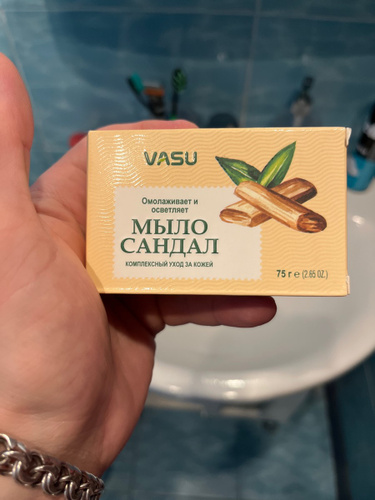 VASU
Омолаживает и
осветляет
МЫЛО
САНДАЛ
КОМПЛЕКСНЫЙ УХОД ЗА КОЖЕЙ
75 г e (2.65 OZ.)